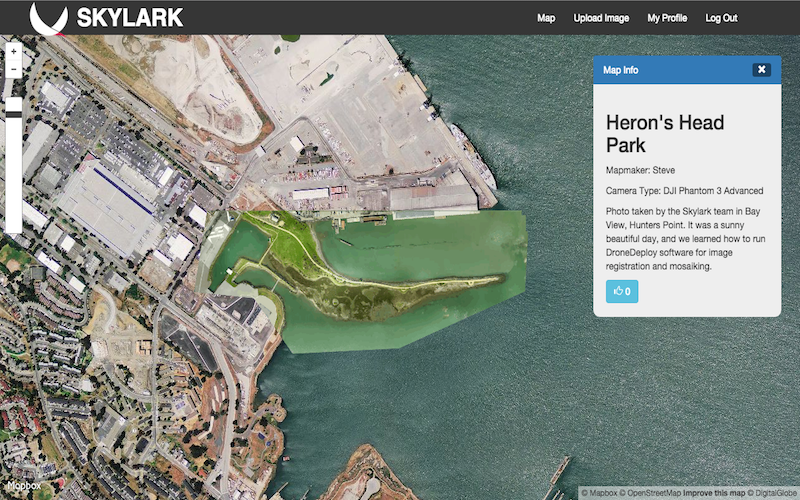 SKYLARK
Map Upload Image My Profile Log Out
+
−
Map Info ✖
Heron's Head
Park
Mapmaker: Steve
Camera Type: DJI Phantom 3 Advanced
Photo taken by the Skylark team in Bay
View, Hunters Point. It was a sunny
beautiful day, and we learned how to run
DroneDeploy software for image
registration and mosaiking.
0
Mapbox
© Mapbox © OpenStreetMap Improve this map © DigitalGlobe